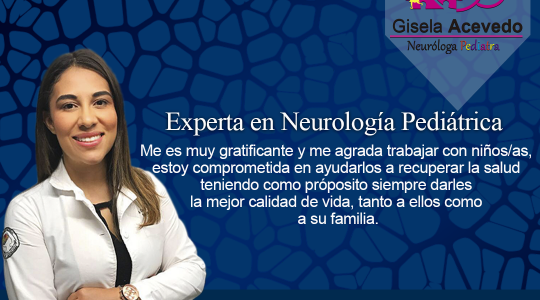 Gisela Acevedo
Neuróloga Pediatra
Experta en Neurología Pediátrica
Me es muy gratificante y me agrada trabajar con niños/as,
estoy comprometida en ayudarlos a recuperar la salud
teniendo como próposito siempre darles
la mejor calidad de vida, tanto a ellos como
a su familia.